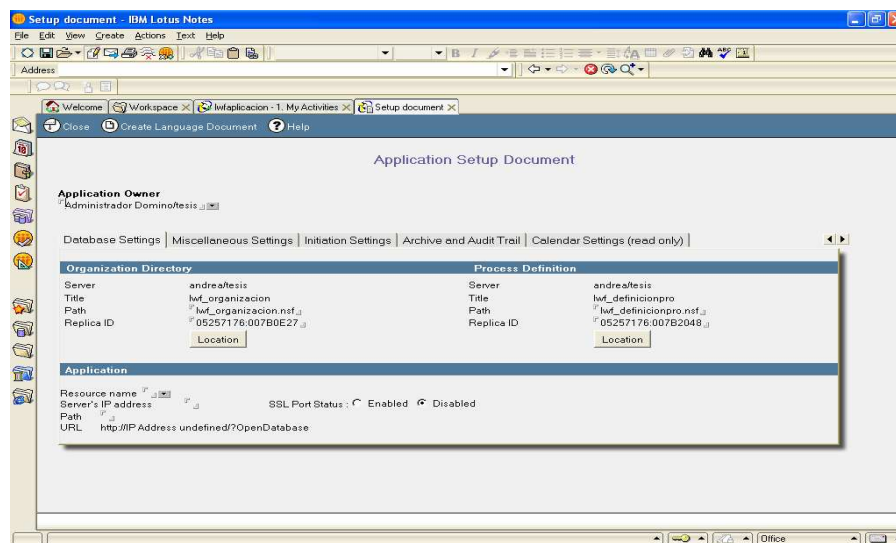 Setup document - IBM Lotus Notes
File Edit View Create Actions Text Help
Address
Welcome Workspace lwfaplicacion - 1. My Activities Setup document
Close Create Language Document Help
Application Setup Document
Application Owner
Administrador Domino/tesis
Database Settings Miscellaneous Settings Initiation Settings Archive and Audit Trail Calendar Settings (read only)
Organization Directory Process Definition
Server andrea/tesis Server andrea/tesis
Title lwf_organizacion Title lwf_definicionpro
Path lwf_organizacion.nsf Path lwf_definicionpro.nsf
Replica ID 05257176:007B0E27 Replica ID 05257176:007B2048
Location Location
Application
Resource name
Server's IP address SSL Port Status : Enabled Disabled
Path
URL http://IP Address undefined/?OpenDatabase
Office